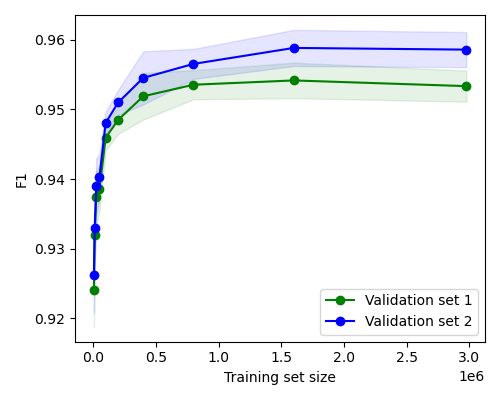 0.96
0.95
0.94
0.93
0.92
F1
Validation set 1
Validation set 2
0.0 0.5 1.0 1.5 2.0 2.5 3.0
1e6
Training set size